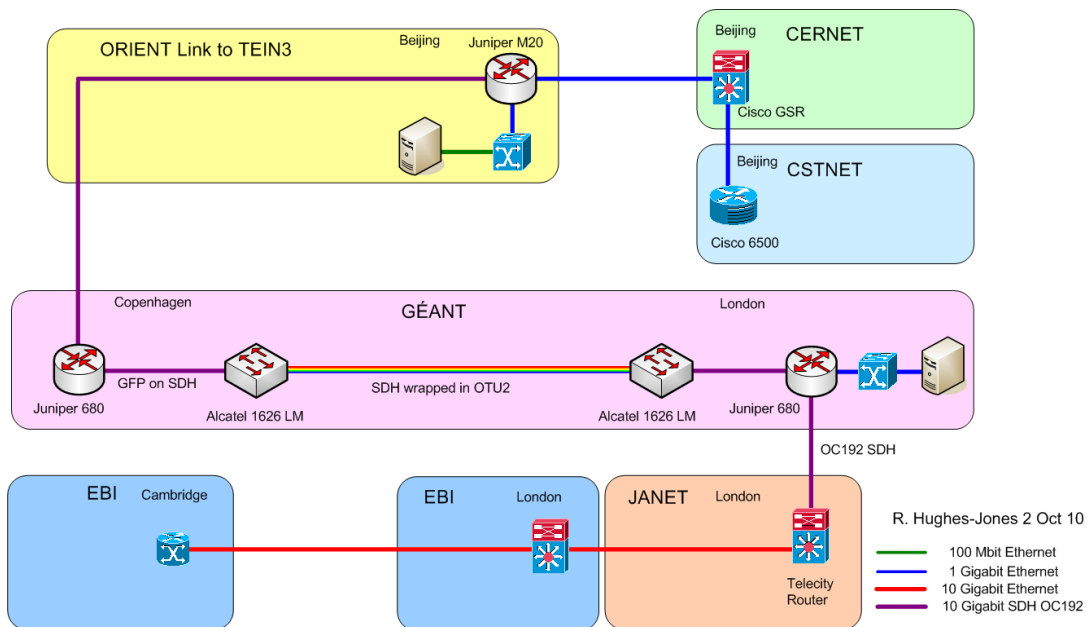 ORIENT Link to TEIN3
Beijing
Juniper M20
Beijing
CERNET
Cisco GSR
Beijing
CSTNET
Cisco 6500
Copenhagen
GÉANT
London
GFP on SDH
SDH wrapped in OTU2
Juniper 680
Alcatel 1626 LM
Alcatel 1626 LM
Juniper 680
OC192 SDH
EBI
Cambridge
EBI
London
JANET
London
Telecity
Router
R. Hughes-Jones 2 Oct 10
100 Mbit Ethernet
1 Gigabit Ethernet
10 Gigabit Ethernet
10 Gigabit SDH OC192